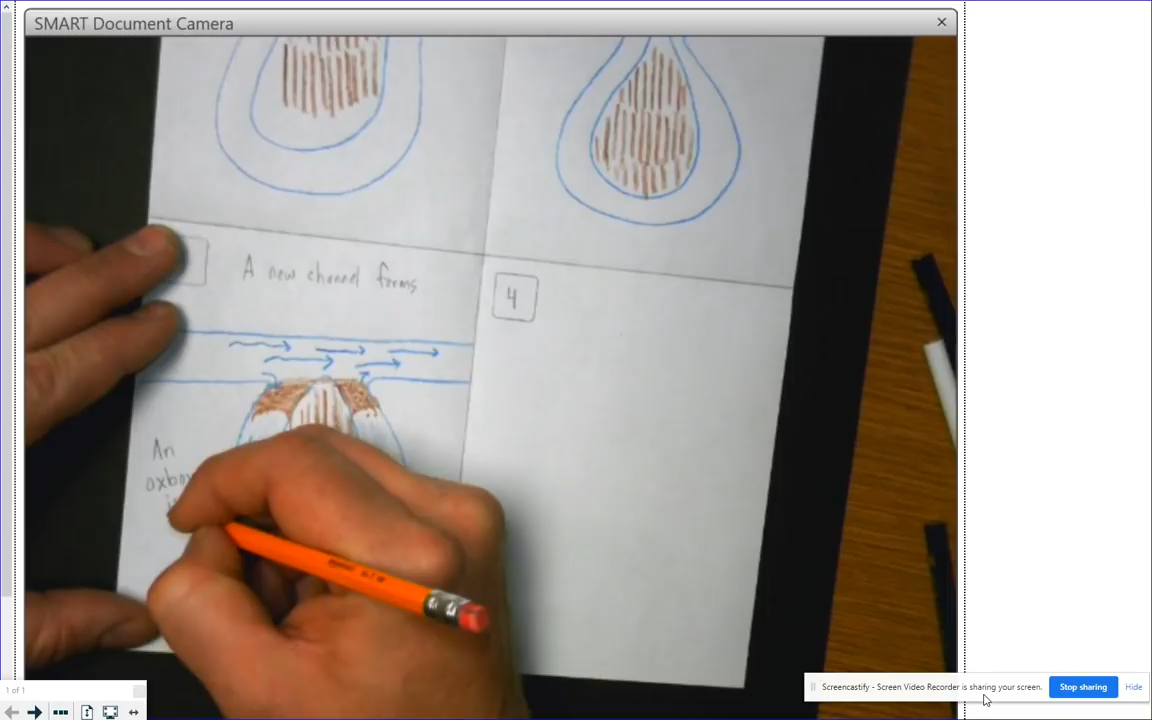 SMART Document Camera
A new channel forms
4
An
1 of 1
Screencastify - Screen Video Recorder is sharing your screen.
Stop sharing
Hide